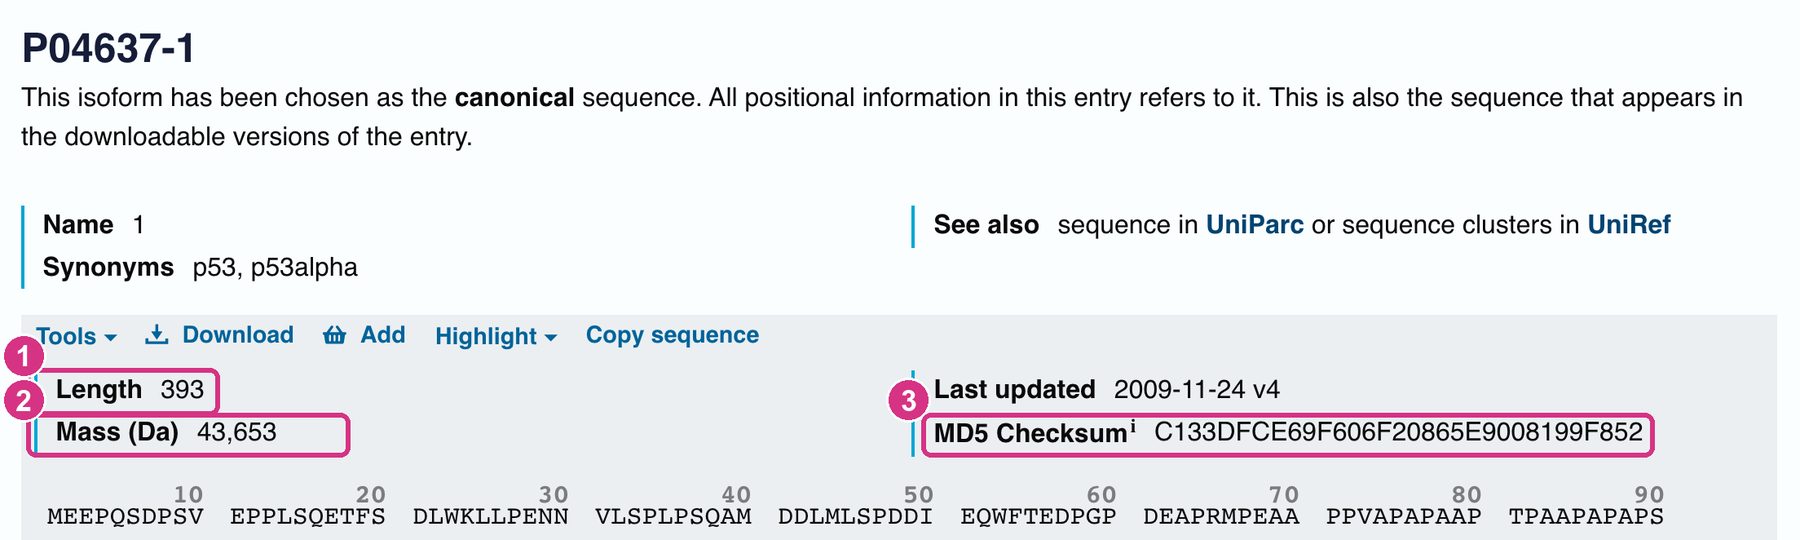 P04637-1
This isoform has been chosen as the canonical sequence. All positional information in this entry refers to it. This is also the sequence that appears in
the downloadable versions of the entry.
Name 1
Synonyms p53, p53alpha
See also sequence in UniParc or sequence clusters in UniRef
Tools Download Add Highlight Copy sequence
1
Length 393
2
Mass (Da) 43,653
Last updated 2009-11-24 v4
3
MD5 Checksumⁱ C133DFCE69F606F20865E9008199F852
10 20 30 40 50 60 70 80 90
MEEPQSDPSV EPPLSQETFS DLWKLLPENN VLSPLPSQAM DDLMLSPDDI EQWFTEDPGP DEAPRMPEAA PPVAPAPAAP TPAAPAPAPS